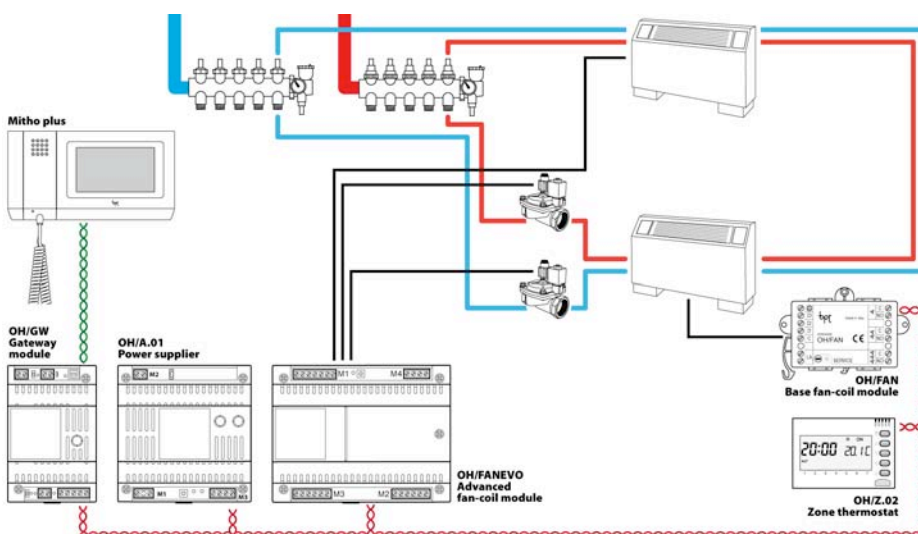 Mitho plus
bpt
OH/GW
Gateway
module
OH/A.01
Power supplier
M2
M1
M3
M1
M4
M3
M2
OH/FANEVO
Advanced
fan-coil module
bpt
OH/FAN
CE
SERVICE
OH/FAN
Base fan-coil module
20:00
20.1C
OH/Z.02
Zone thermostat